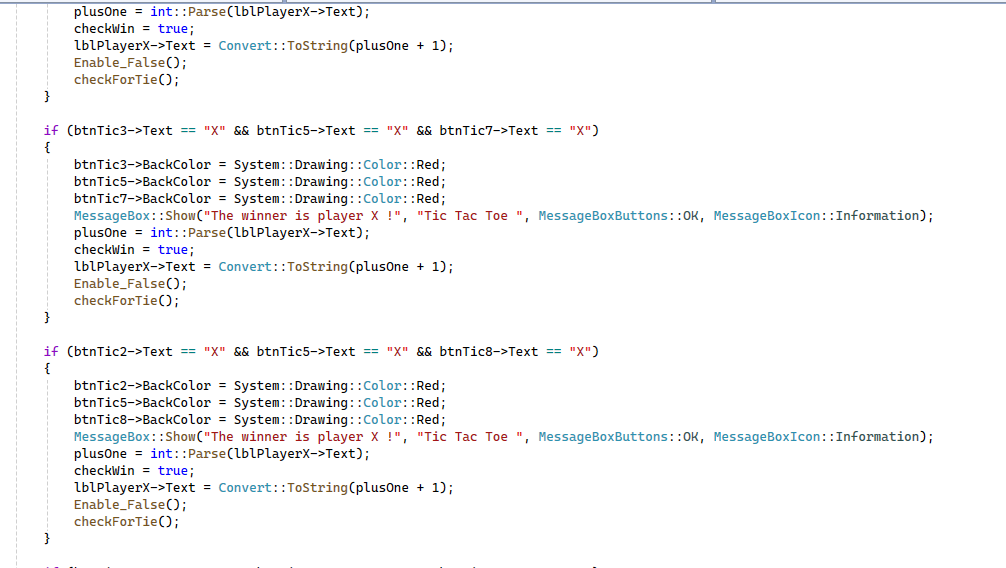 plusOne = int::Parse(lblPlayerX->Text);
checkWin = true;
lblPlayerX->Text = Convert::ToString(plusOne + 1);
Enable_False();
checkForTie();
}
if (btnTic3->Text == "X" && btnTic5->Text == "X" && btnTic7->Text == "X")
{
btnTic3->BackColor = System::Drawing::Color::Red;
btnTic5->BackColor = System::Drawing::Color::Red;
btnTic7->BackColor = System::Drawing::Color::Red;
MessageBox::Show("The winner is player X !", "Tic Tac Toe ", MessageBoxButtons::OK, MessageBoxIcon::Information);
plusOne = int::Parse(lblPlayerX->Text);
checkWin = true;
lblPlayerX->Text = Convert::ToString(plusOne + 1);
Enable_False();
checkForTie();
}
if (btnTic2->Text == "X" && btnTic5->Text == "X" && btnTic8->Text == "X")
{
btnTic2->BackColor = System::Drawing::Color::Red;
btnTic5->BackColor = System::Drawing::Color::Red;
btnTic8->BackColor = System::Drawing::Color::Red;
MessageBox::Show("The winner is player X !", "Tic Tac Toe ", MessageBoxButtons::OK, MessageBoxIcon::Information);
plusOne = int::Parse(lblPlayerX->Text);
checkWin = true;
lblPlayerX->Text = Convert::ToString(plusOne + 1);
Enable_False();
checkForTie();
}